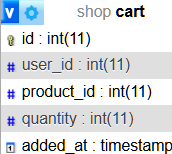 v shop cart
id : int(11)
# user_id : int(11)
# product_id : int(11)
# quantity : int(11)
added_at : timestamp